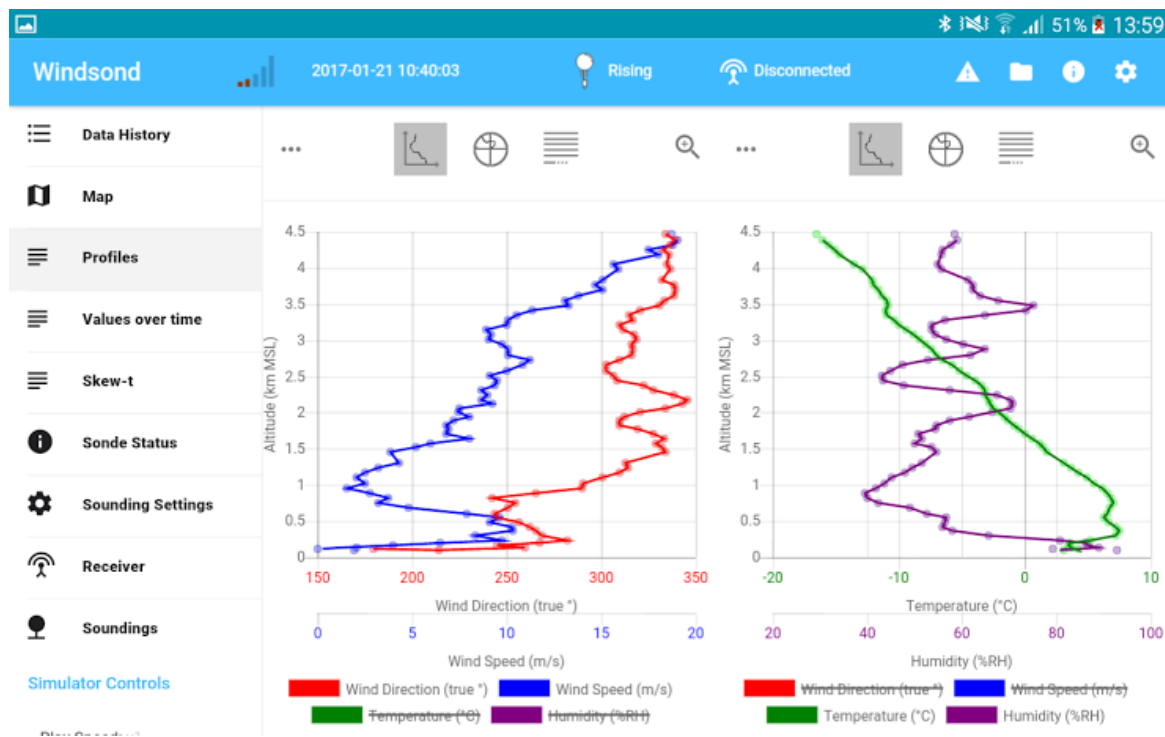 51% 13:59
Windsond 2017-01-21 10:40:03 Rising Disconnected
Data History
Map
Profiles
Values over time
Skew-t
Sonde Status
Sounding Settings
Receiver
Soundings
Simulator Controls
Altitude (km MSL)
4.5
4
3.5
3
2.5
2
1.5
1
0.5
0
150 200 250 300 350
Wind Direction (true °)
0 5 10 15 20
Wind Speed (m/s)
Wind Direction (true °) Wind Speed (m/s)
Temperature (°C) Humidity (%RH)
Altitude (km MSL)
4.5
4
3.5
3
2.5
2
1.5
1
0.5
0
-20 -10 0 10
Temperature (°C)
20 40 60 80 100
Humidity (%RH)
Wind Direction (true °) Wind Speed (m/s)
Temperature (°C) Humidity (%RH)